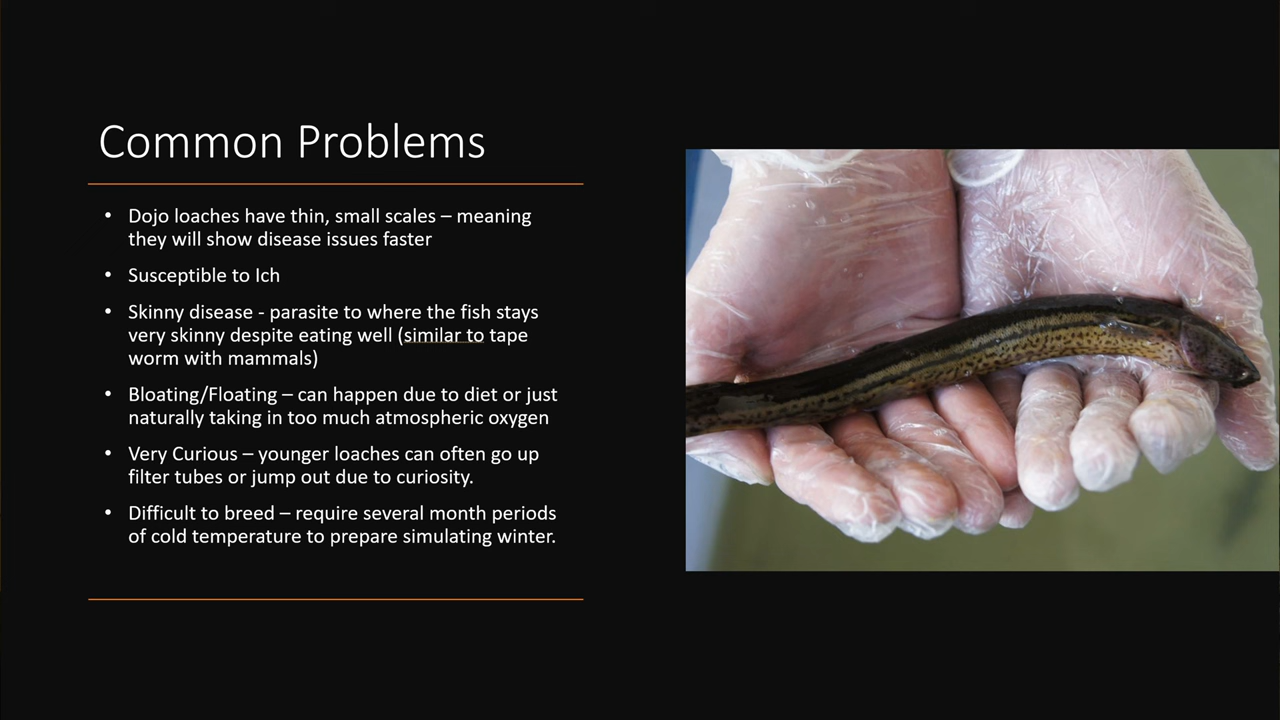 Common Problems
• Dojo loaches have thin, small scales – meaning
they will show disease issues faster
• Susceptible to Ich
• Skinny disease - parasite to where the fish stays
very skinny despite eating well (similar to tape
worm with mammals)
• Bloating/Floating – can happen due to diet or just
naturally taking in too much atmospheric oxygen
• Very Curious – younger loaches can often go up
filter tubes or jump out due to curiosity.
• Difficult to breed – require several month periods
of cold temperature to prepare simulating winter.